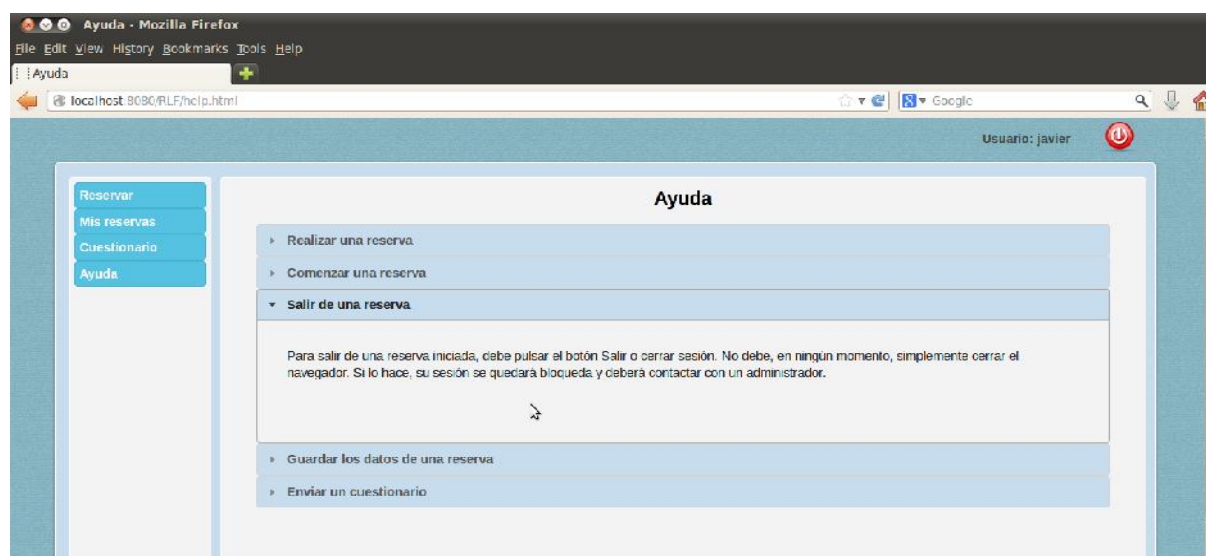 Ayuda - Mozilla Firefox
File Edit View History Bookmarks Tools Help
Ayuda
localhost:8080/RLF/help.html
Google
Usuario: javier
Reservar
Mis reservas
Cuestionario
Ayuda
Ayuda
Realizar una reserva
Comenzar una reserva
Salir de una reserva
Para salir de una reserva iniciada, debe pulsar el botón Salir o cerrar sesión. No debe, en ningún momento, simplemente cerrar el
navegador. Si lo hace, su sesión se quedará bloqueda y deberá contactar con un administrador.
Guardar los datos de una reserva
Enviar un cuestionario